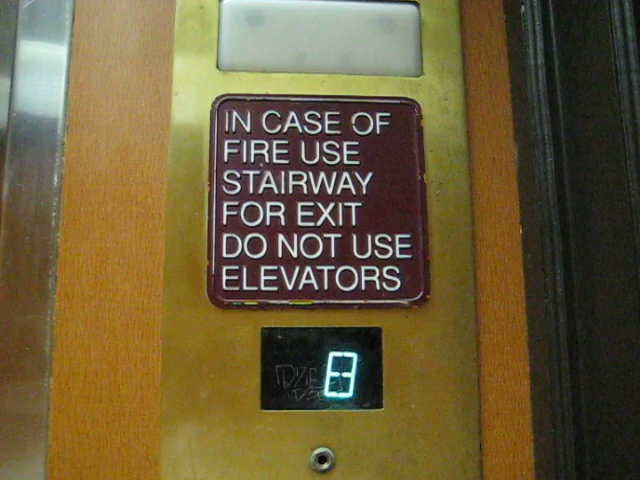 IN CASE OF
FIRE USE
STAIRWAY
FOR EXIT
DO NOT USE
ELEVATORS
8